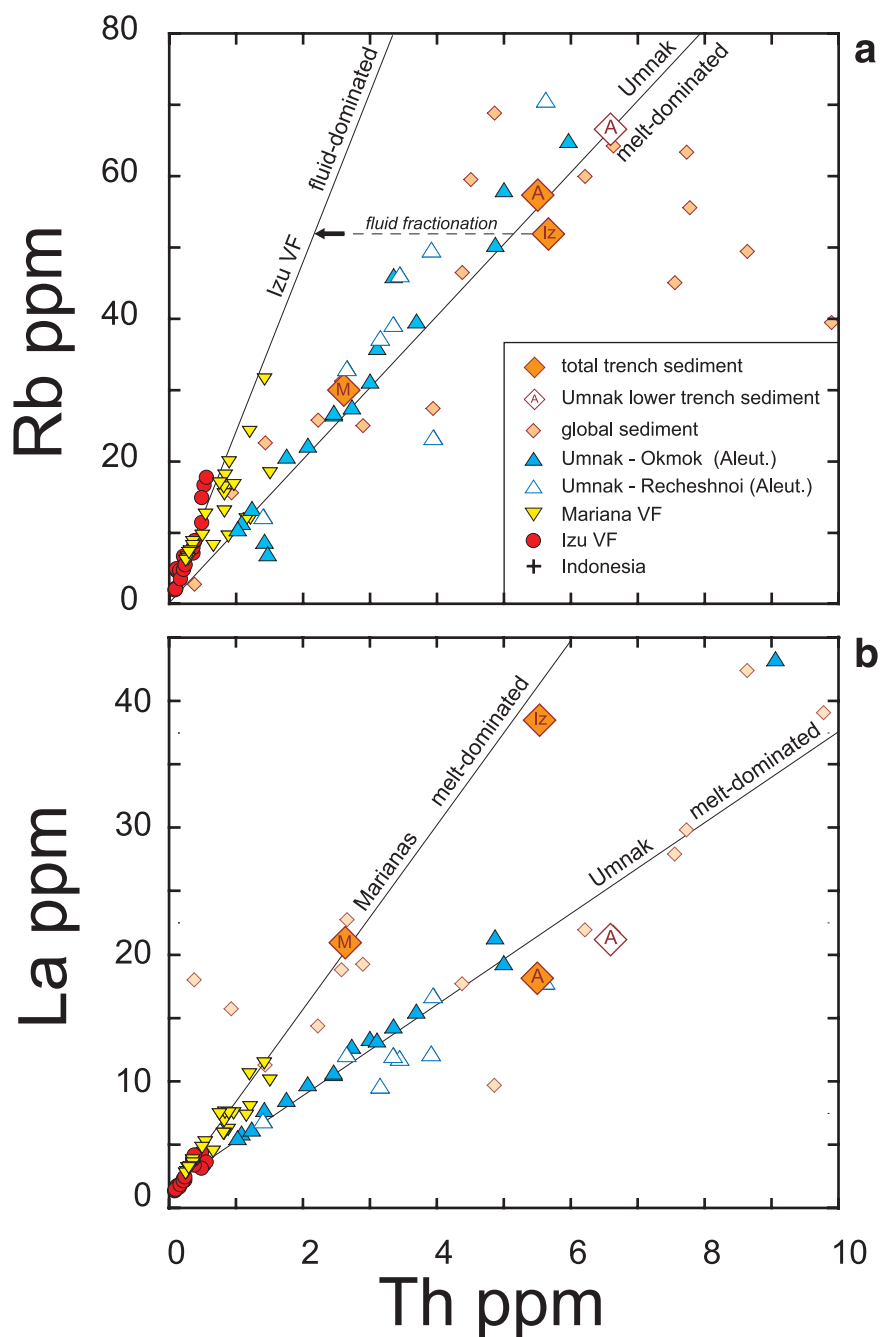 a
80
60
40
20
0
Rb ppm
fluid-dominated
Izu VF
Umnak
melt-dominated
fluid fractionation
A
A
Iz
M
total trench sediment
A Umnak lower trench sediment
global sediment
Umnak - Okmok (Aleut.)
Umnak - Recheshnoi (Aleut.)
Mariana VF
Izu VF
Indonesia
b
40
30
20
10
0
La ppm
Marianas
melt-dominated
Umnak
melt-dominated
Iz
M
A
A
0 2 4 6 8 10
Th ppm